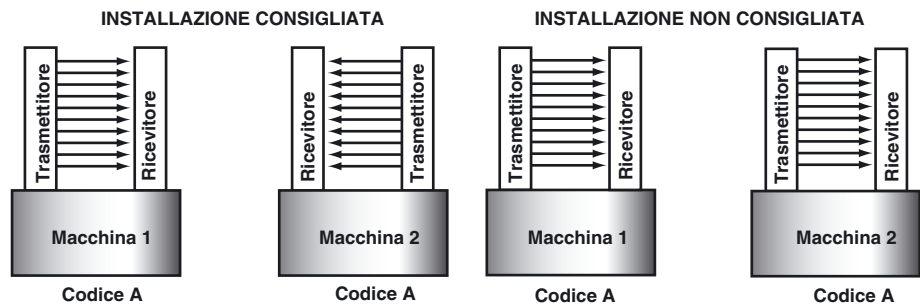 INSTALLAZIONE CONSIGLIATA
Trasmettitore
Ricevitore
Macchina 1
Codice A
Ricevitore
Trasmettitore
Macchina 2
Codice A
INSTALLAZIONE NON CONSIGLIATA
Trasmettitore
Ricevitore
Macchina 1
Codice A
Trasmettitore
Ricevitore
Macchina 2
Codice A